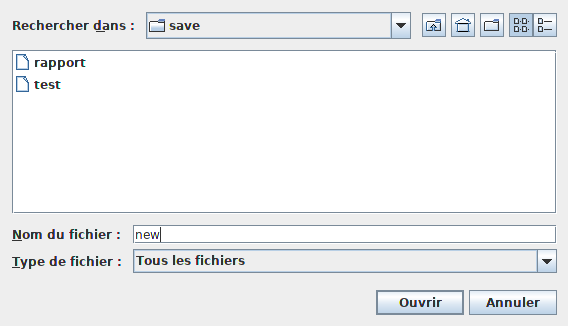 Rechercher dans : save
rapport
test
Nom du fichier : new
Type de fichier : Tous les fichiers
Ouvrir Annuler